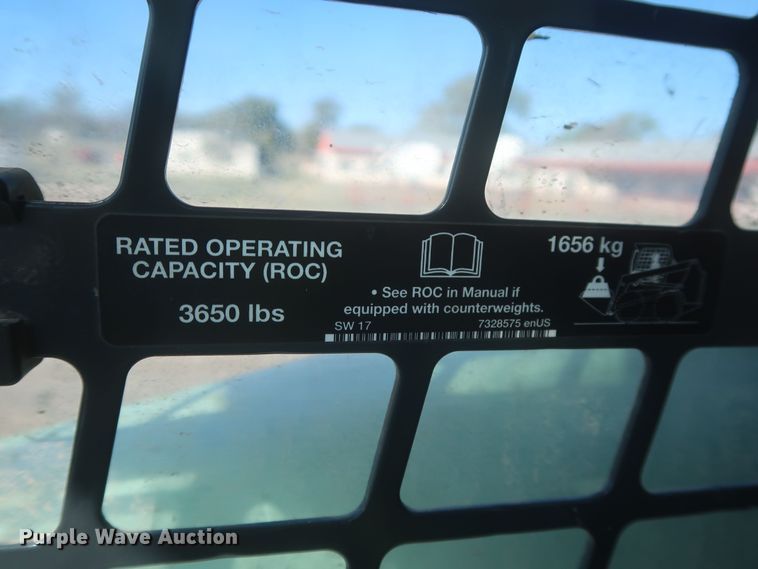 RATED OPERATING
CAPACITY (ROC)
3650 lbs
• See ROC in Manual if
equipped with counterweights.
SW 17
7328575 enUS
1656 kg
Purple Wave Auction